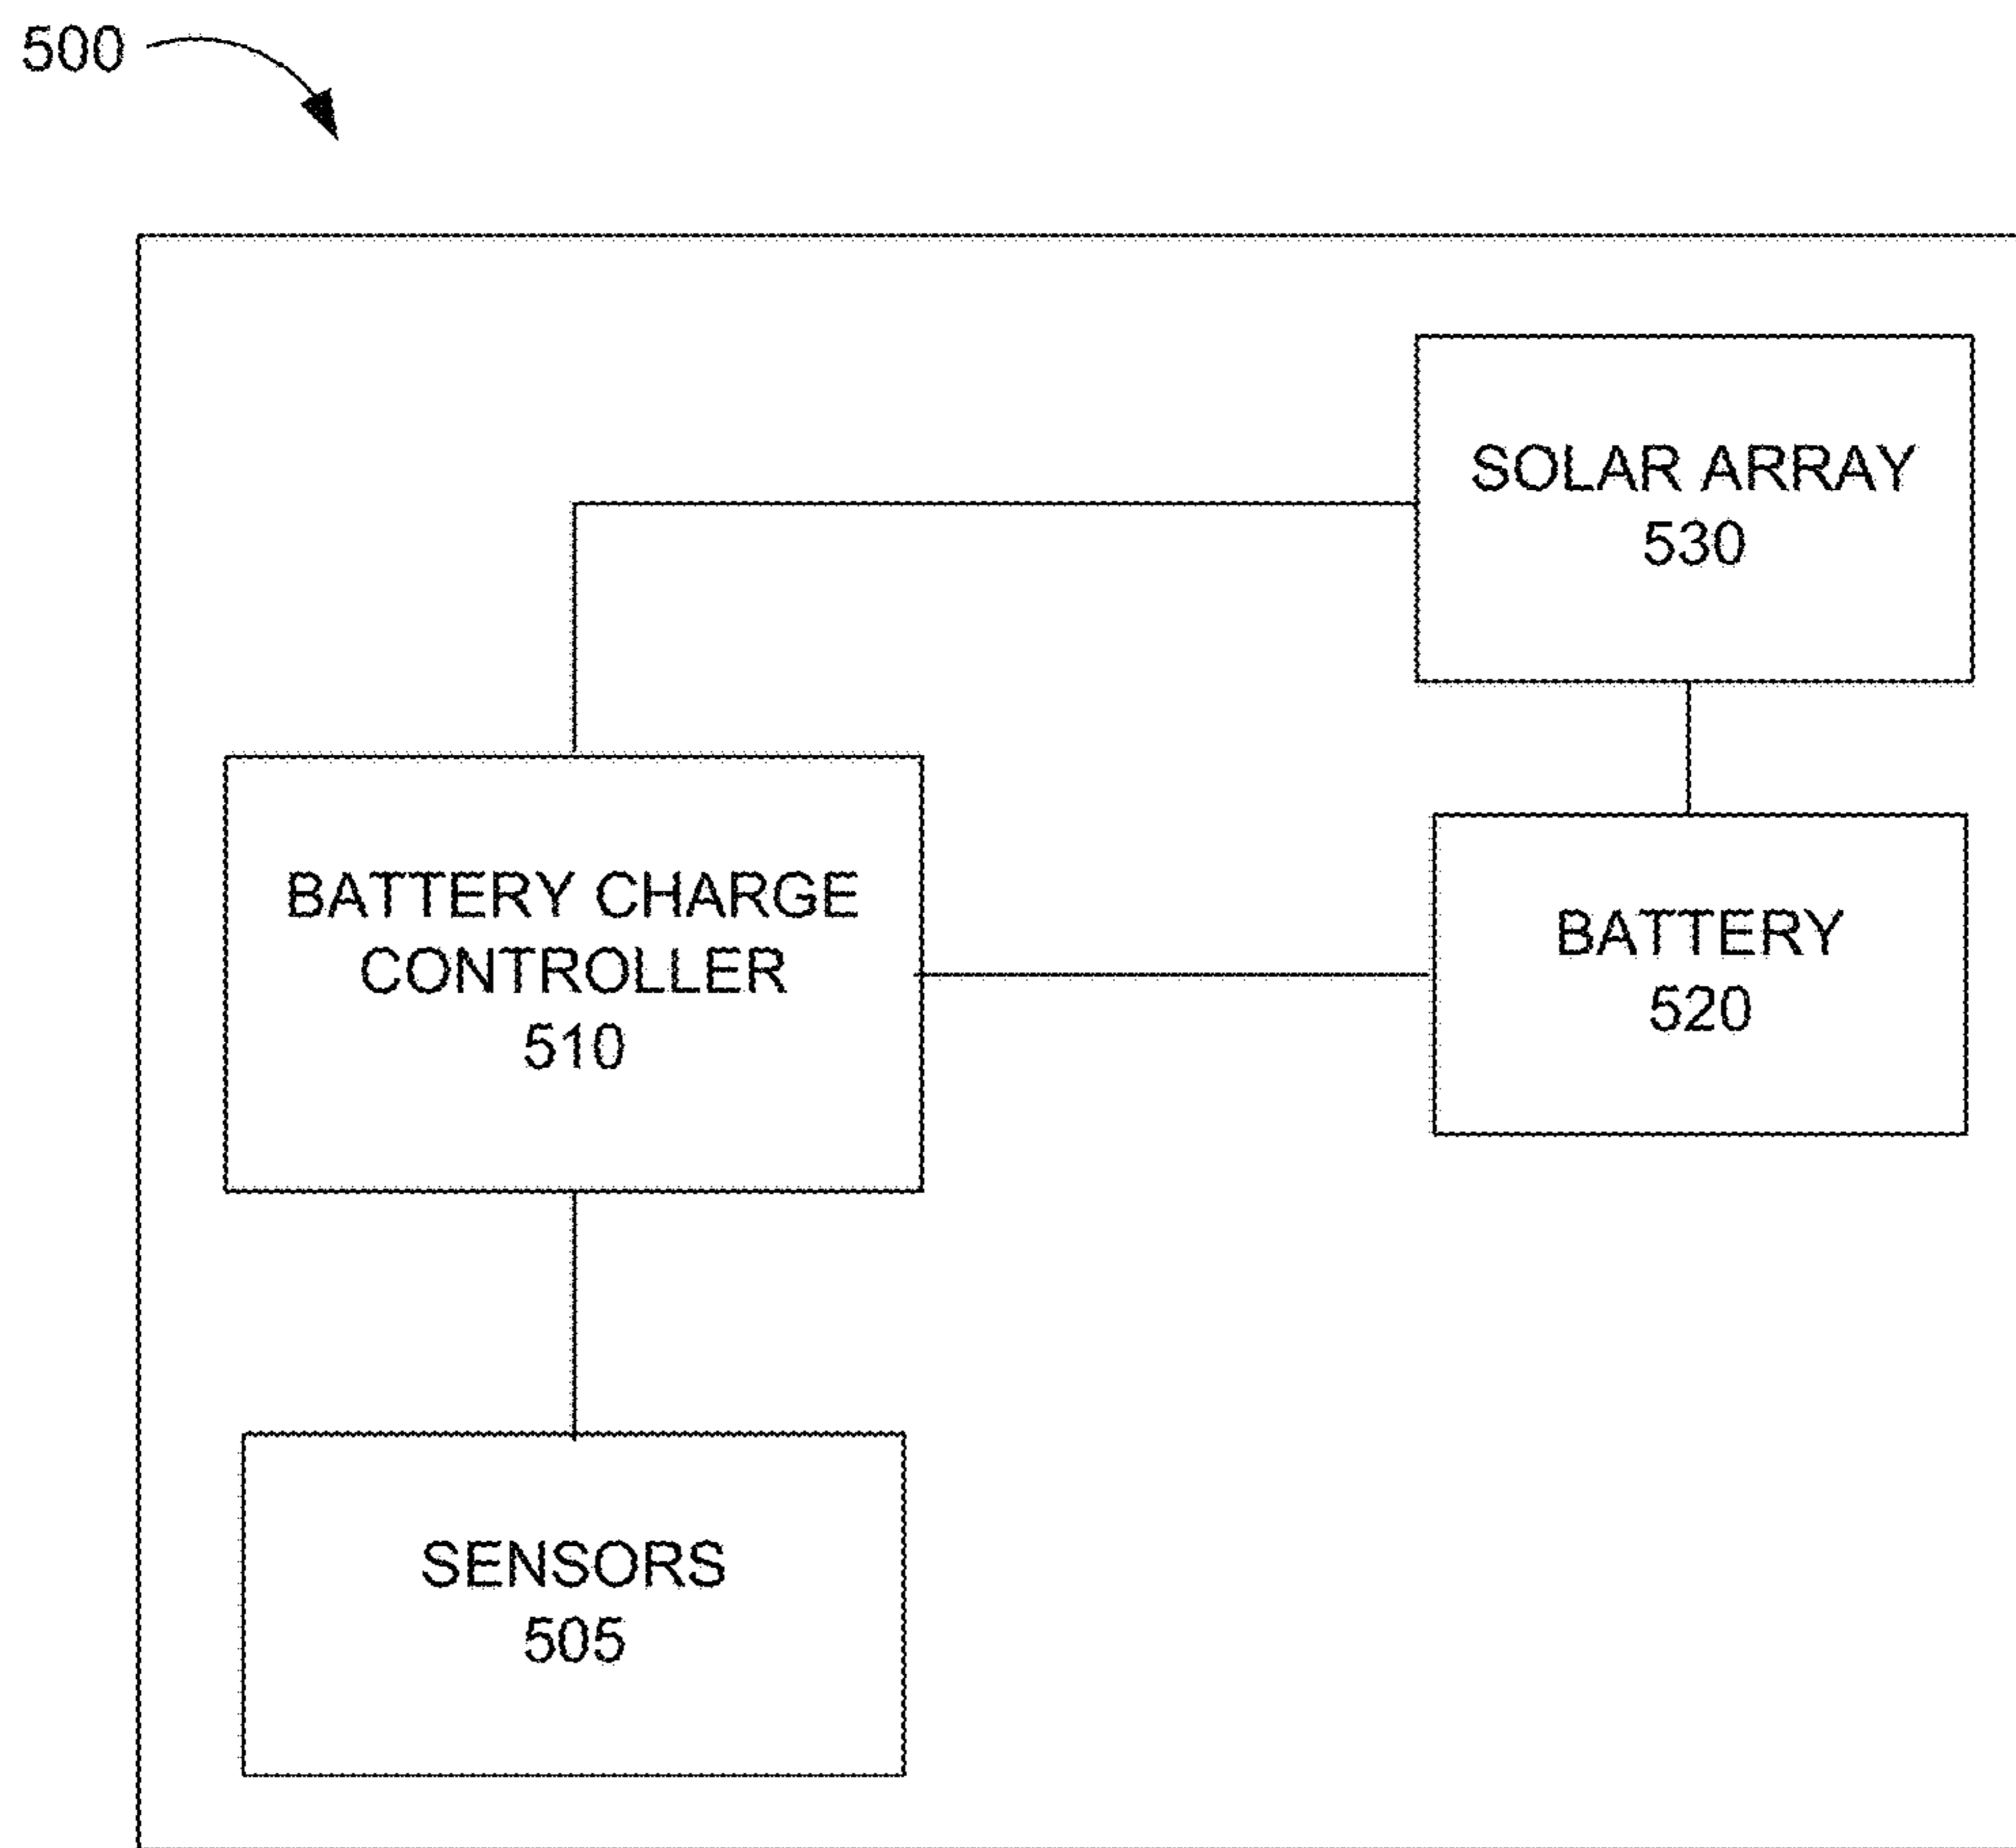 500
SOLAR ARRAY
530
BATTERY CHARGE
CONTROLLER
510
BATTERY
520
SENSORS
505